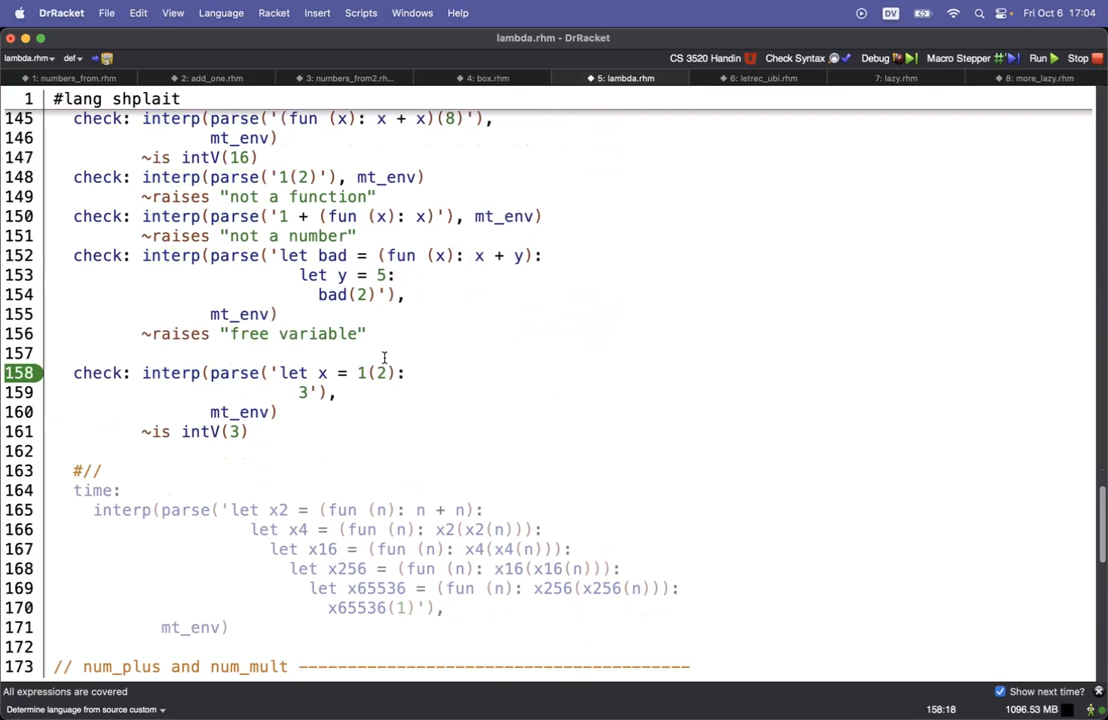 DrRacket File Edit View Language Racket Insert Scripts Windows Help DV Fri Oct 6 17:04
lambda.rhm - DrRacket
lambda.rhm def CS 3520 Handin Check Syntax Debug Macro Stepper Run Stop
1: numbers_from.rhm 2: add_one.rhm 3: numbers_from2.rh... 4: box.rhm 5: lambda.rhm 6: letrec_ubi.rhm 7: lazy.rhm 8: more_lazy.rhm
1 #lang shplait
145 check: interp(parse('(fun (x): x + x)(8)'),
146 mt_env)
147 ~is intV(16)
148 check: interp(parse('1(2)'), mt_env)
149 ~raises "not a function"
150 check: interp(parse('1 + (fun (x): x)'), mt_env)
151 ~raises "not a number"
152 check: interp(parse('let bad = (fun (x): x + y):
153 let y = 5:
154 bad(2)'),
155 mt_env)
156 ~raises "free variable"
157
158 check: interp(parse('let x = 1(2):
159 3'),
160 mt_env)
161 ~is intV(3)
162
163 #//
164 time:
165 interp(parse('let x2 = (fun (n): n + n):
166 let x4 = (fun (n): x2(x2(n))):
167 let x16 = (fun (n): x4(x4(n))):
168 let x256 = (fun (n): x16(x16(n))):
169 let x65536 = (fun (n): x256(x256(n))):
170 x65536(1)'),
171 mt_env)
172
173 // num_plus and num_mult ----------------------------------------
All expressions are covered Show next time?
Determine language from source custom 158:18 1096.53 MB